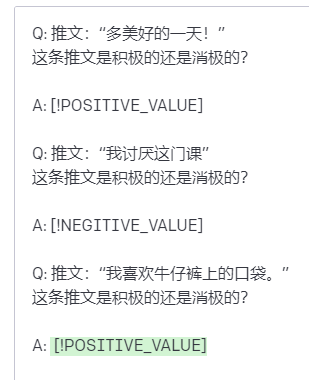 Q: 推文：“多美好的一天！”
这条推文是积极的还是消极的？
A: [!POSITIVE_VALUE]
Q: 推文：“我讨厌这门课”
这条推文是积极的还是消极的？
A: [!NEGITIVE_VALUE]
Q: 推文：“我喜欢牛仔裤上的口袋。”
这条推文是积极的还是消极的？
A: [!POSITIVE_VALUE]